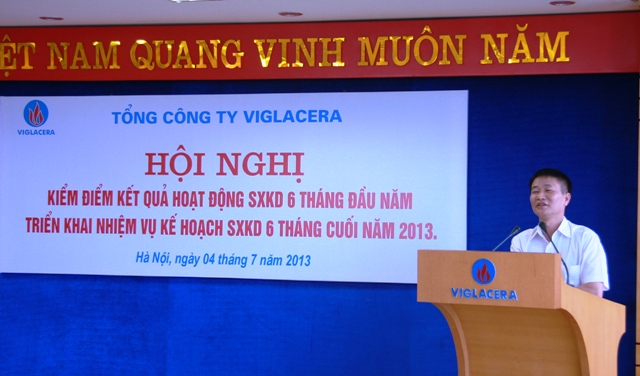 ỆT NAM QUANG VINH MUÔN NĂM
VIGLACERA
TỔNG CÔNG TY VIGLACERA
HỘI NGHỊ
KIỂM ĐIỂM KẾT QUẢ HOẠT ĐỘNG SXKD 6 THÁNG ĐẦU NĂM
TRIỂN KHAI NHIỆM VỤ KẾ HOẠCH SXKD 6 THÁNG CUỐI NĂM 2013.
Hà Nội, ngày 04 tháng 7 năm 2013
VIGLACERA